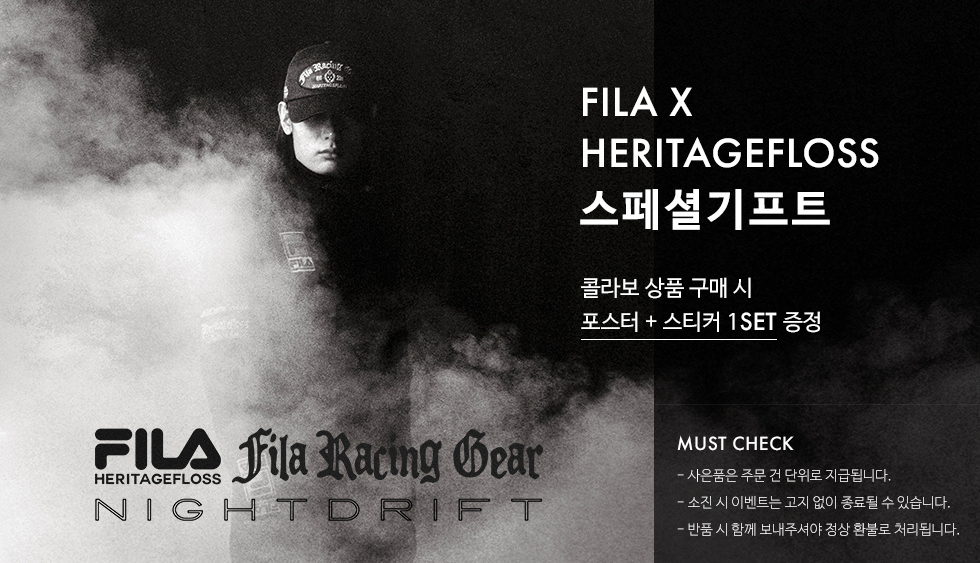 Fila Racing Gear
FILA
FILA X
HERITAGEFLOSS
스페셜기프트
콜라보 상품 구매 시
포스터 + 스티커 1SET 증정
FILA
HERITAGEFLOSS
Fila Racing Gear
NIGHTDRIFT
MUST CHECK
- 사은품은 주문 건 단위로 지급됩니다.
- 소진 시 이벤트는 고지 없이 종료될 수 있습니다.
- 반품 시 함께 보내주셔야 정상 환불로 처리됩니다.